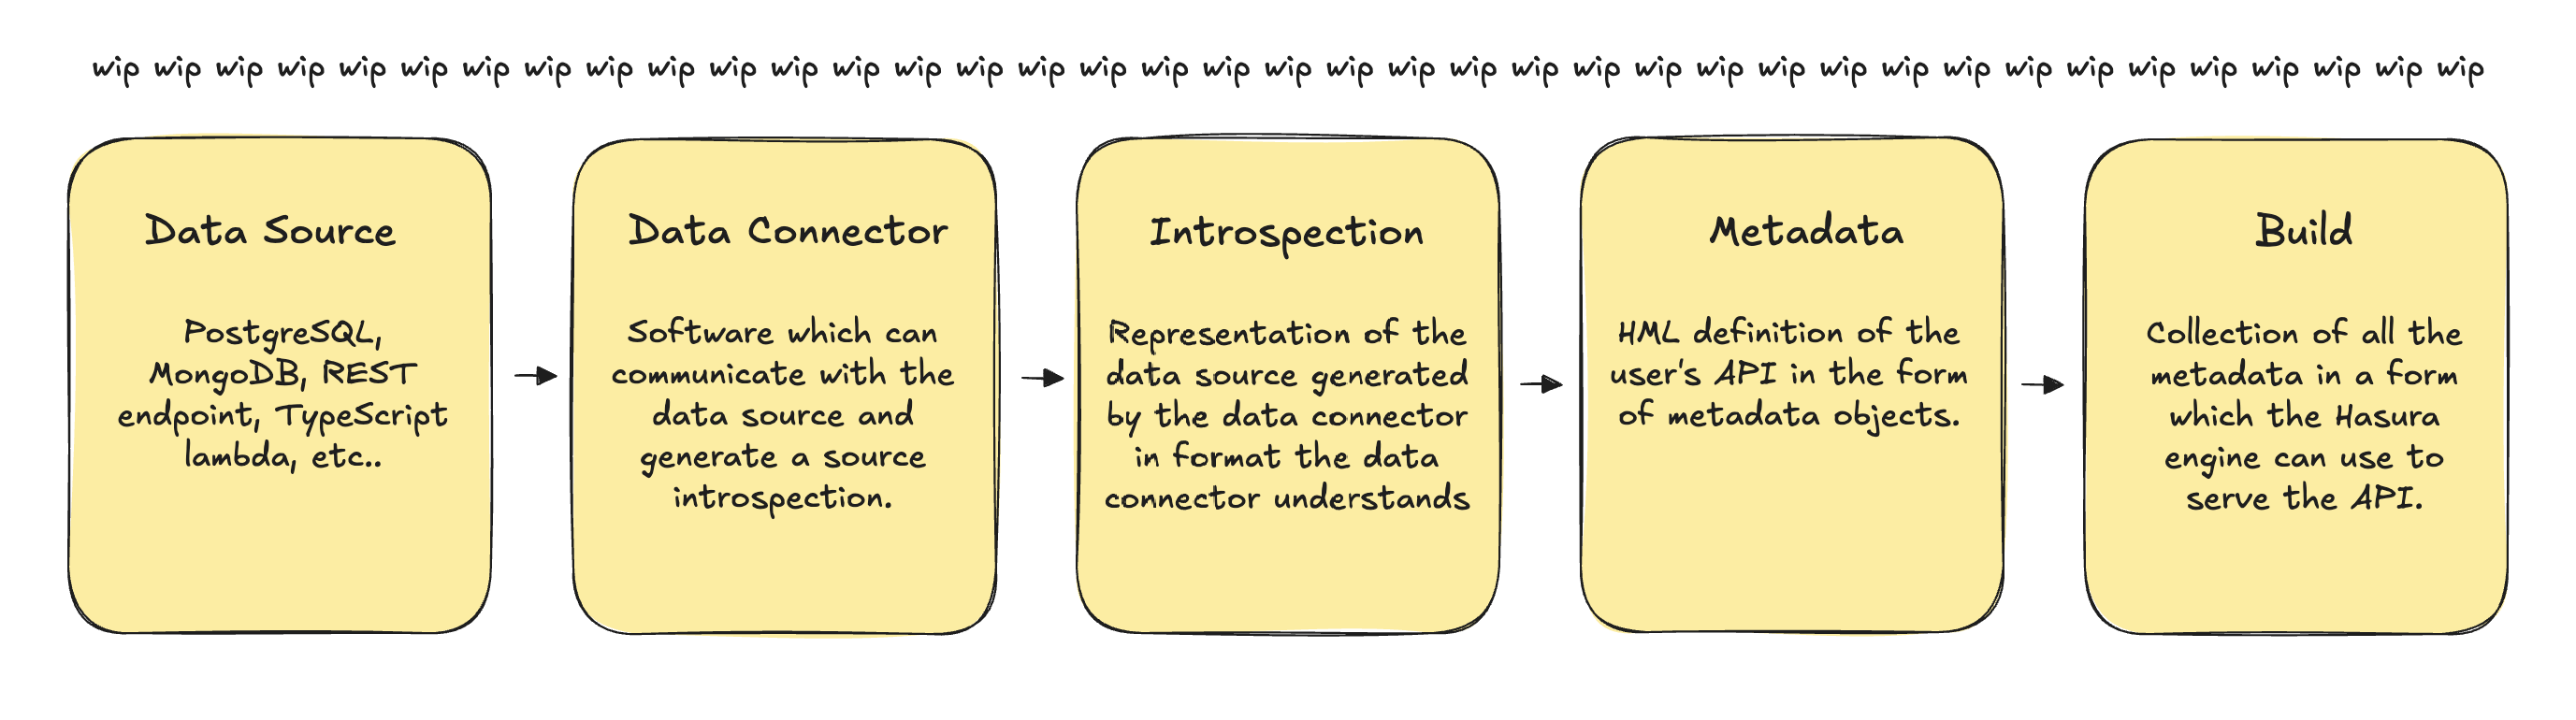 wip wip wip wip wip wip wip wip wip wip wip wip wip wip wip wip wip wip wip wip wip wip wip wip wip wip wip wip wip wip wip wip wip wip wip wip wip wip wip
Data Source
PostgreSQL,
MongoDB, REST
endpoint, TypeScript
lambda, etc..
Data Connector
Software which can
communicate with the
data source and
generate a source
introspection.
Introspection
Representation of the
data source generated
by the data connector
in format the data
connector understands
Metadata
HML definition of the
user's API in the form
of metadata objects.
Build
Collection of all the
metadata in a form
which the Hasura
engine can use to
serve the API.